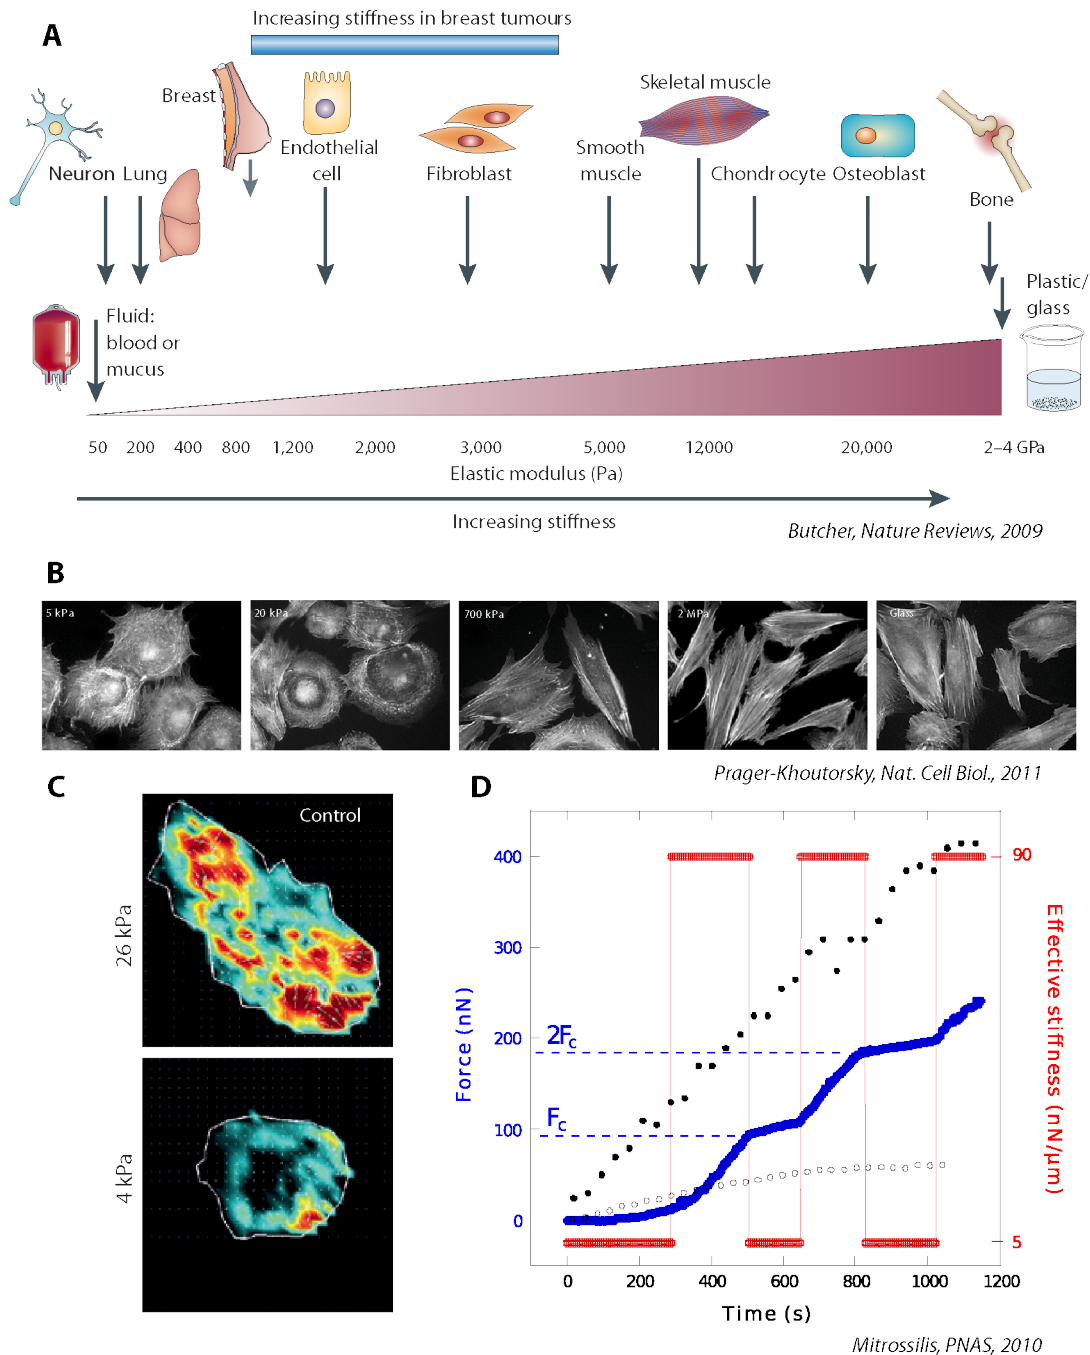 A
Increasing stiffness in breast tumours
Breast
Skeletal muscle
Neuron Lung
Endothelial
cell
Fibroblast
Smooth
muscle
Chondrocyte Osteoblast
Bone
Fluid:
blood or
mucus
Plastic/
glass
50 200 400 800 1,200 2,000 3,000 5,000 12,000 20,000 2–4 GPa
Elastic modulus (Pa)
Increasing stiffness
Butcher, Nature Reviews, 2009
B
5 kPa 20 kPa 700 kPa 2 MPa Glass
Prager-Khoutorsky, Nat. Cell Biol., 2011
C
Control
26 kPa
4 kPa
D
400
300
200
100
0
Force (nN)
2Fc
Fc
90
5
Effective stiffness (nN/µm)
0 200 400 600 800 1000 1200
Time (s)
Mitrossilis, PNAS, 2010